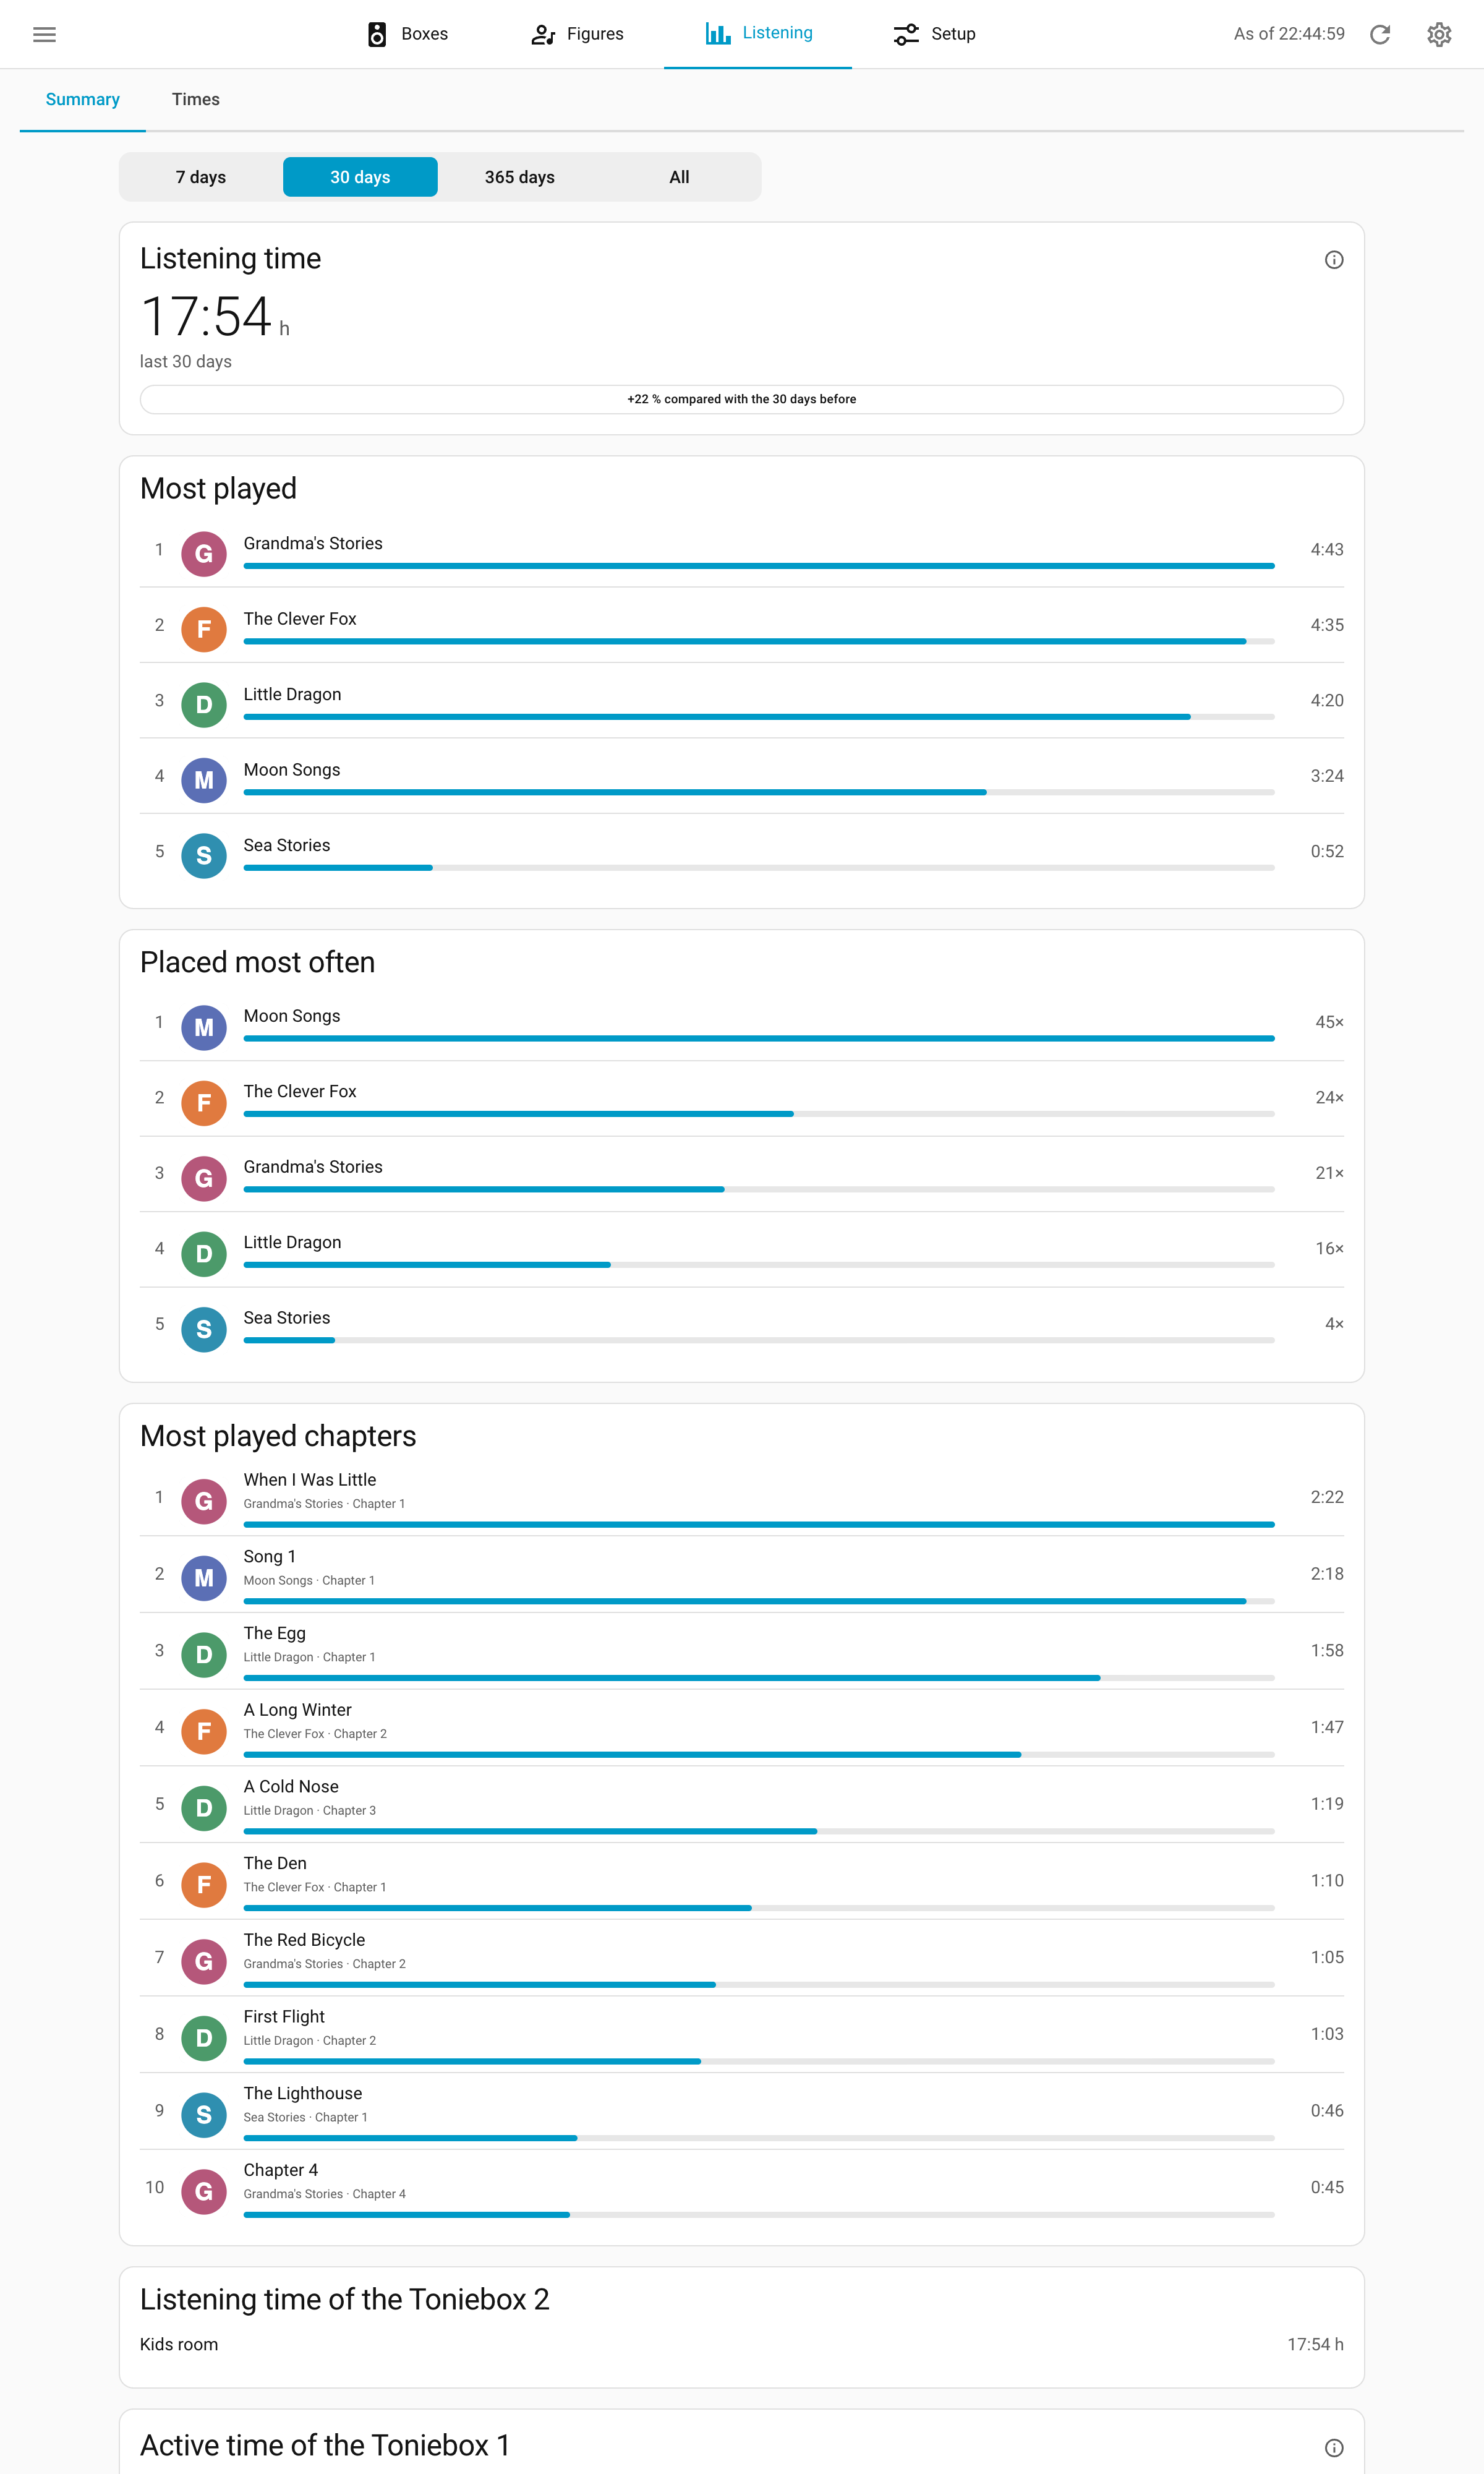 Boxes
Figures
Listening
Setup
As of 22:44:59
Summary
Times
7 days
30 days
365 days
All
Listening time
17:54 h
last 30 days
+22 % compared with the 30 days before
Most played
1
G
Grandma's Stories
4:43
2
F
The Clever Fox
4:35
3
D
Little Dragon
4:20
4
M
Moon Songs
3:24
5
S
Sea Stories
0:52
Placed most often
1
M
Moon Songs
45×
2
F
The Clever Fox
24×
3
G
Grandma's Stories
21×
4
D
Little Dragon
16×
5
S
Sea Stories
4×
Most played chapters
1
G
When I Was Little
Grandma's Stories · Chapter 1
2:22
2
M
Song 1
Moon Songs · Chapter 1
2:18
3
D
The Egg
Little Dragon · Chapter 1
1:58
4
F
A Long Winter
The Clever Fox · Chapter 2
1:47
5
D
A Cold Nose
Little Dragon · Chapter 3
1:19
6
F
The Den
The Clever Fox · Chapter 1
1:10
7
G
The Red Bicycle
Grandma's Stories · Chapter 2
1:05
8
D
First Flight
Little Dragon · Chapter 2
1:03
9
S
The Lighthouse
Sea Stories · Chapter 1
0:46
10
G
Chapter 4
Grandma's Stories · Chapter 4
0:45
Listening time of the Toniebox 2
Kids room
17:54 h
Active time of the Toniebox 1